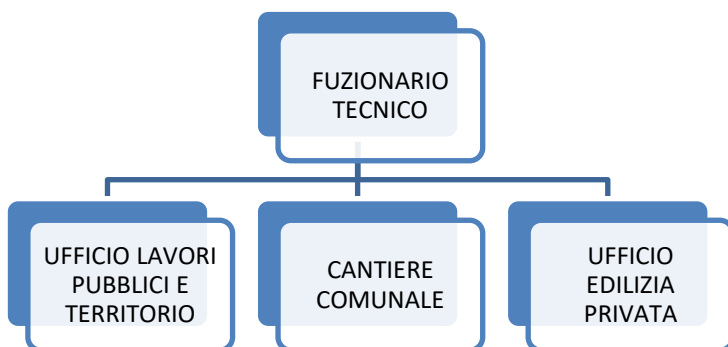 FUZIONARIO
TECNICO
UFFICIO LAVORI
PUBBLICI E
TERRITORIO
CANTIERE
COMUNALE
UFFICIO
EDILIZIA
PRIVATA